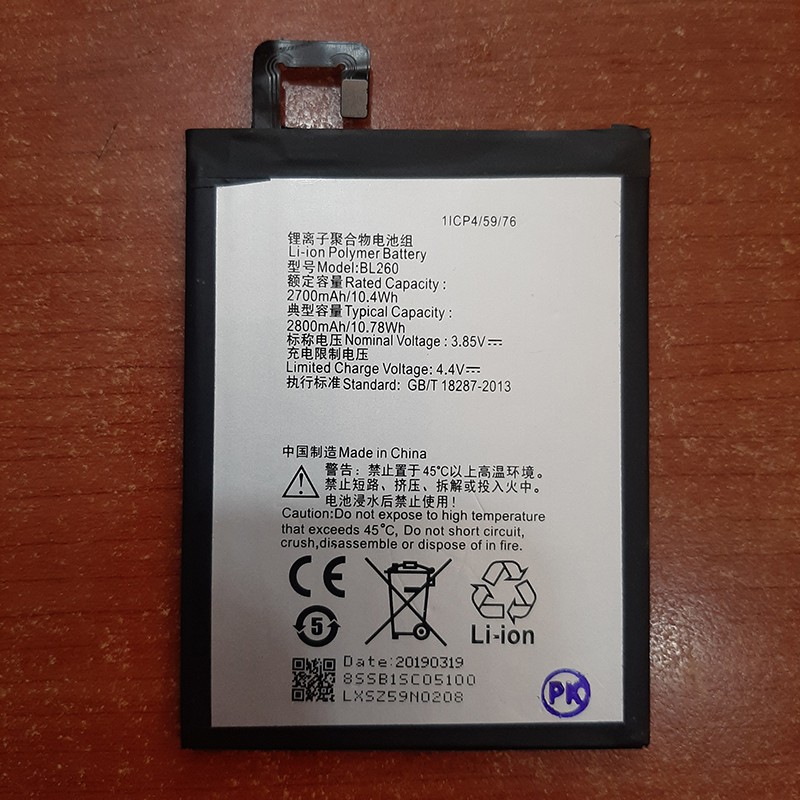 1ICP4/59/76
锂离子聚合物电池组
Li-ion Polymer Battery
型号Model:BL260
额定容量Rated Capacity :
2700mAh/10.4Wh
典型容量Typical Capacity :
2800mAh/10.78Wh
标称电压Nominal Voltage : 3.85V⎓
充电限制电压
Limited Charge Voltage: 4.4V⎓
执行标准Standard: GB/T 18287-2013
中国制造Made in China
警告：禁止置于45℃以上高温环境。
禁止短路、挤压、拆解或投入火中。
电池浸水后禁止使用！
Caution:Do not expose to high temperature
that exceeds 45℃, Do not short circuit,
crush,disassemble or dispose of in fire.
CE
5
Li-ion
Date:20190319
8SSB1SC05100
LXSZ59N0208
PK